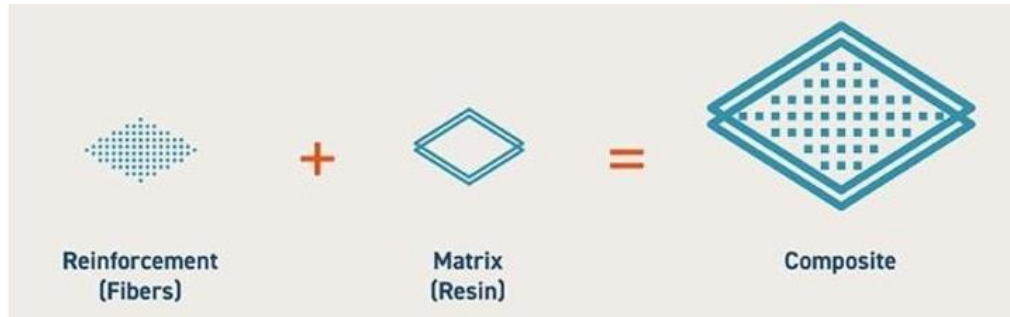 +
=
Reinforcement
(Fibers)
Matrix
(Resin)
Composite